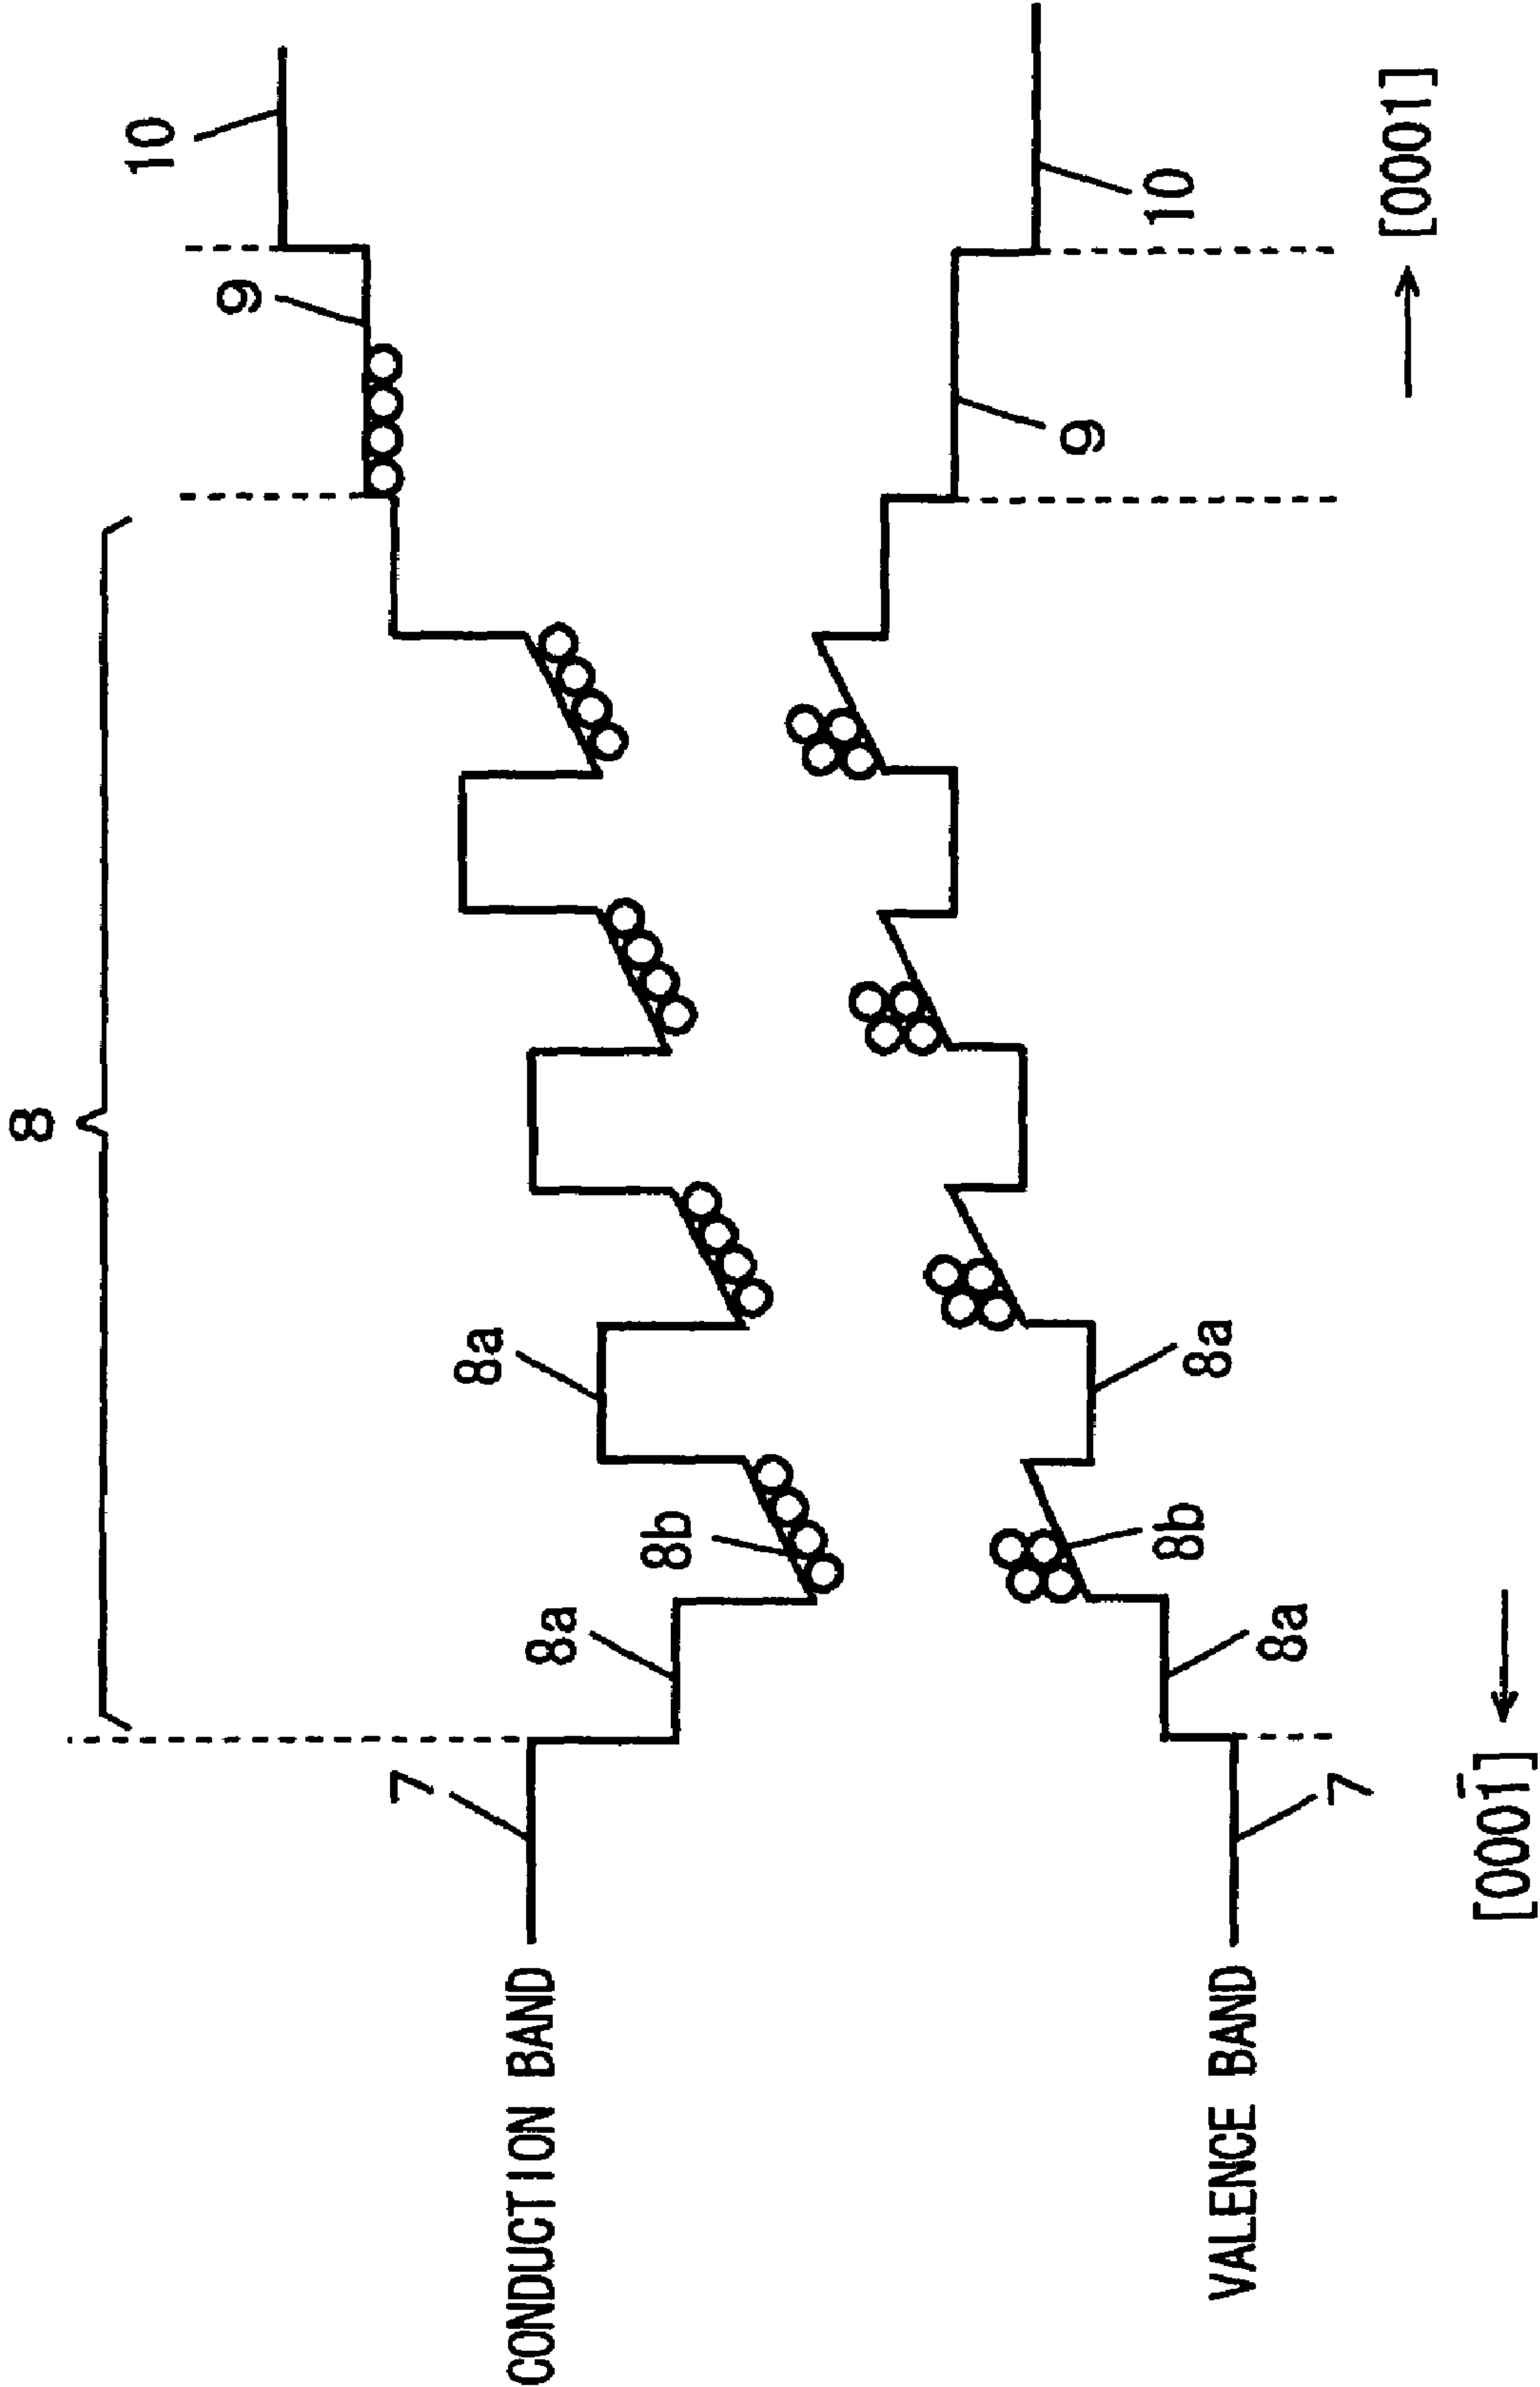 8
10
9
8a
8b
8a
7
CONDUCTION BAND
10
9
8a
8b
8a
7
VALENCE BAND
[0001]
[0001̄]